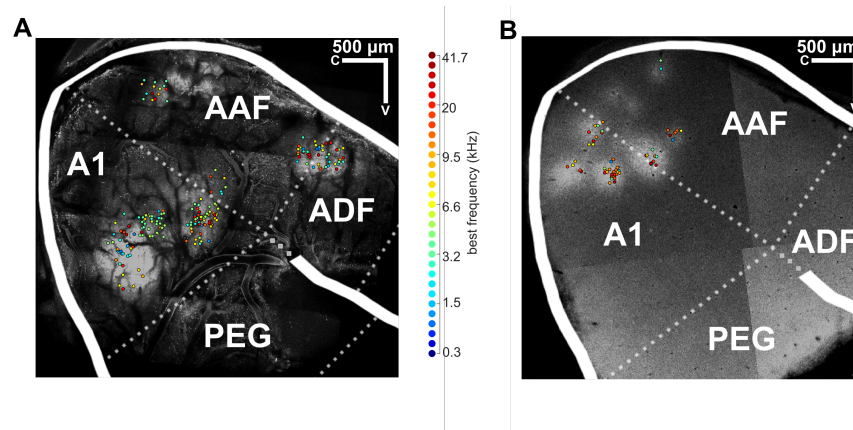 A
500 µm
C
V
AAF
A1
ADF
PEG
41.7
20
9.5
6.6
3.2
1.5
0.3
best frequency (kHz)
B
500 µm
C
V
AAF
A1
ADF
PEG